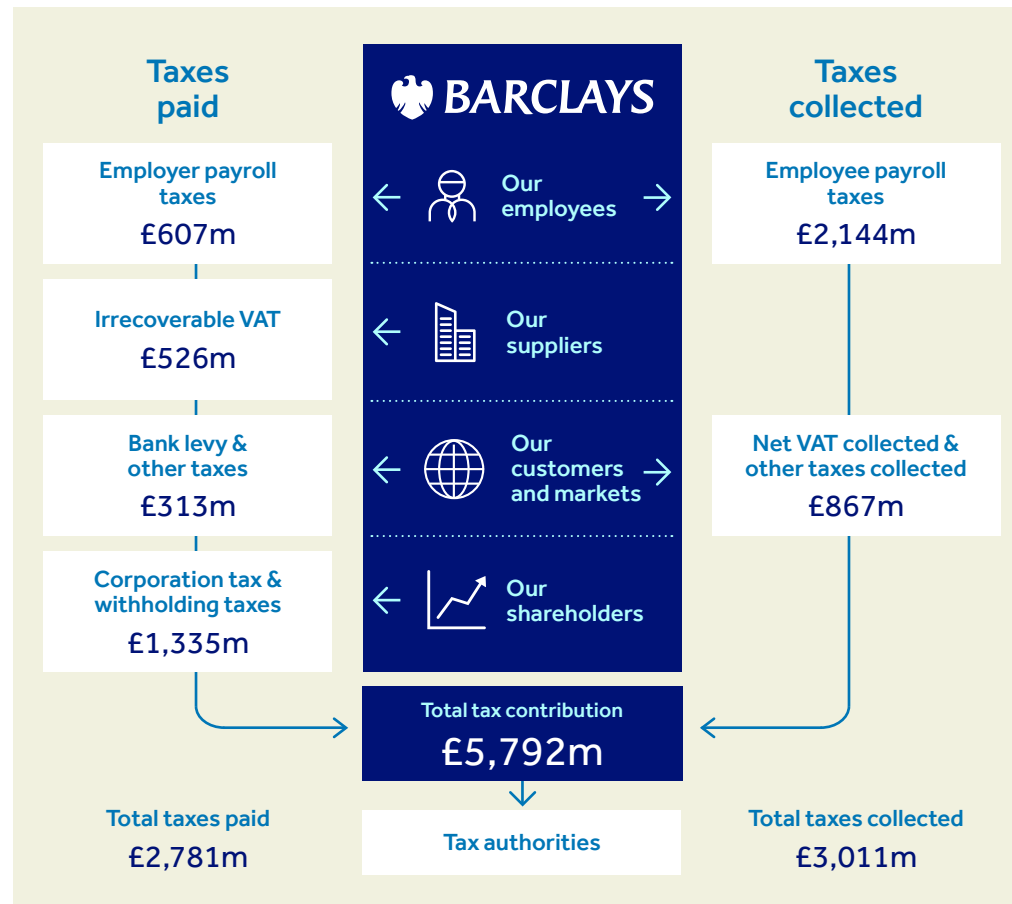 Taxes
paid
Employer payroll
taxes
£607m
Irrecoverable VAT
£526m
Bank levy &
other taxes
£313m
Corporation tax &
withholding taxes
£1,335m
BARCLAYS
Our
employees
Our
suppliers
Our
customers
and markets
Our
shareholders
Taxes
collected
Employee payroll
taxes
£2,144m
Net VAT collected &
other taxes collected
£867m
Total tax contribution
£5,792m
Total taxes paid
£2,781m
Tax authorities
Total taxes collected
£3,011m